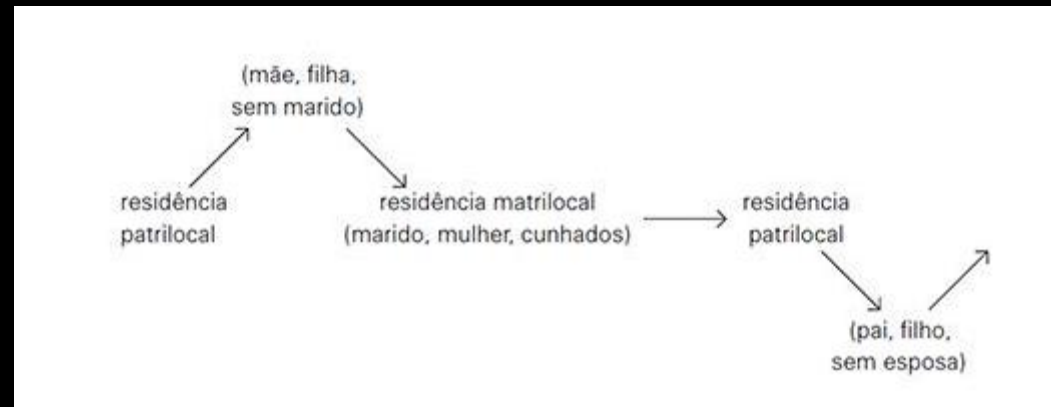 (mãe, filha,
sem marido)
residência
patrilocal
residência matrilocal
(marido, mulher, cunhados)
residência
patrilocal
(pai, filho,
sem esposa)